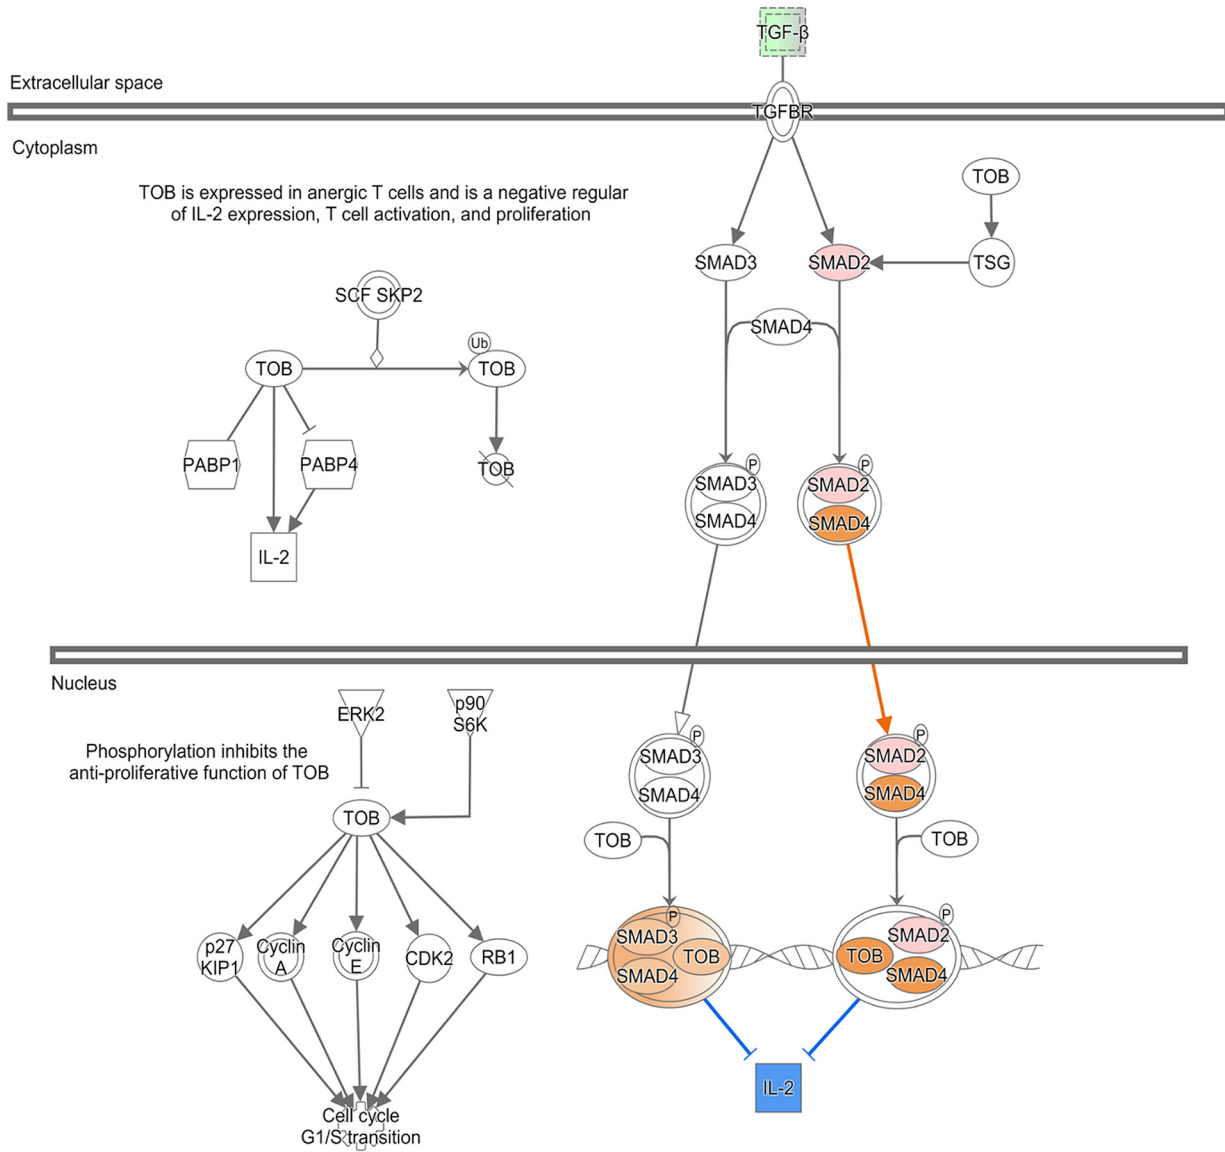 TGF-β
Extracellular space
TGFBR
Cytoplasm
TOB is expressed in anergic T cells and is a negative regular
of IL-2 expression, T cell activation, and proliferation
TOB
SMAD3
SMAD2
TSG
SCF SKP2
SMAD4
Ub
TOB
TOB
PABP1
PABP4
TOB
P
SMAD3
SMAD4
P
SMAD2
SMAD4
IL-2
Nucleus
ERK2
p90
S6K
Phosphorylation inhibits the
anti-proliferative function of TOB
P
SMAD3
SMAD4
P
SMAD2
SMAD4
TOB
TOB
TOB
p27
KIP1
Cyclin
A
Cyclin
E
CDK2
RB1
P
SMAD3
TOB
SMAD4
P
SMAD2
TOB
SMAD4
IL-2
Cell cycle
G1/S transition